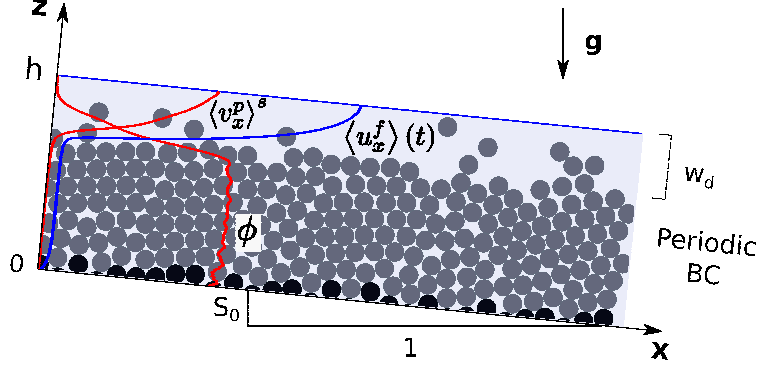 z
g
h
⟨v_x^p⟩^s
⟨u_x^f⟩(t)
w_d
ϕ
Periodic
BC
0
S_0
1
x